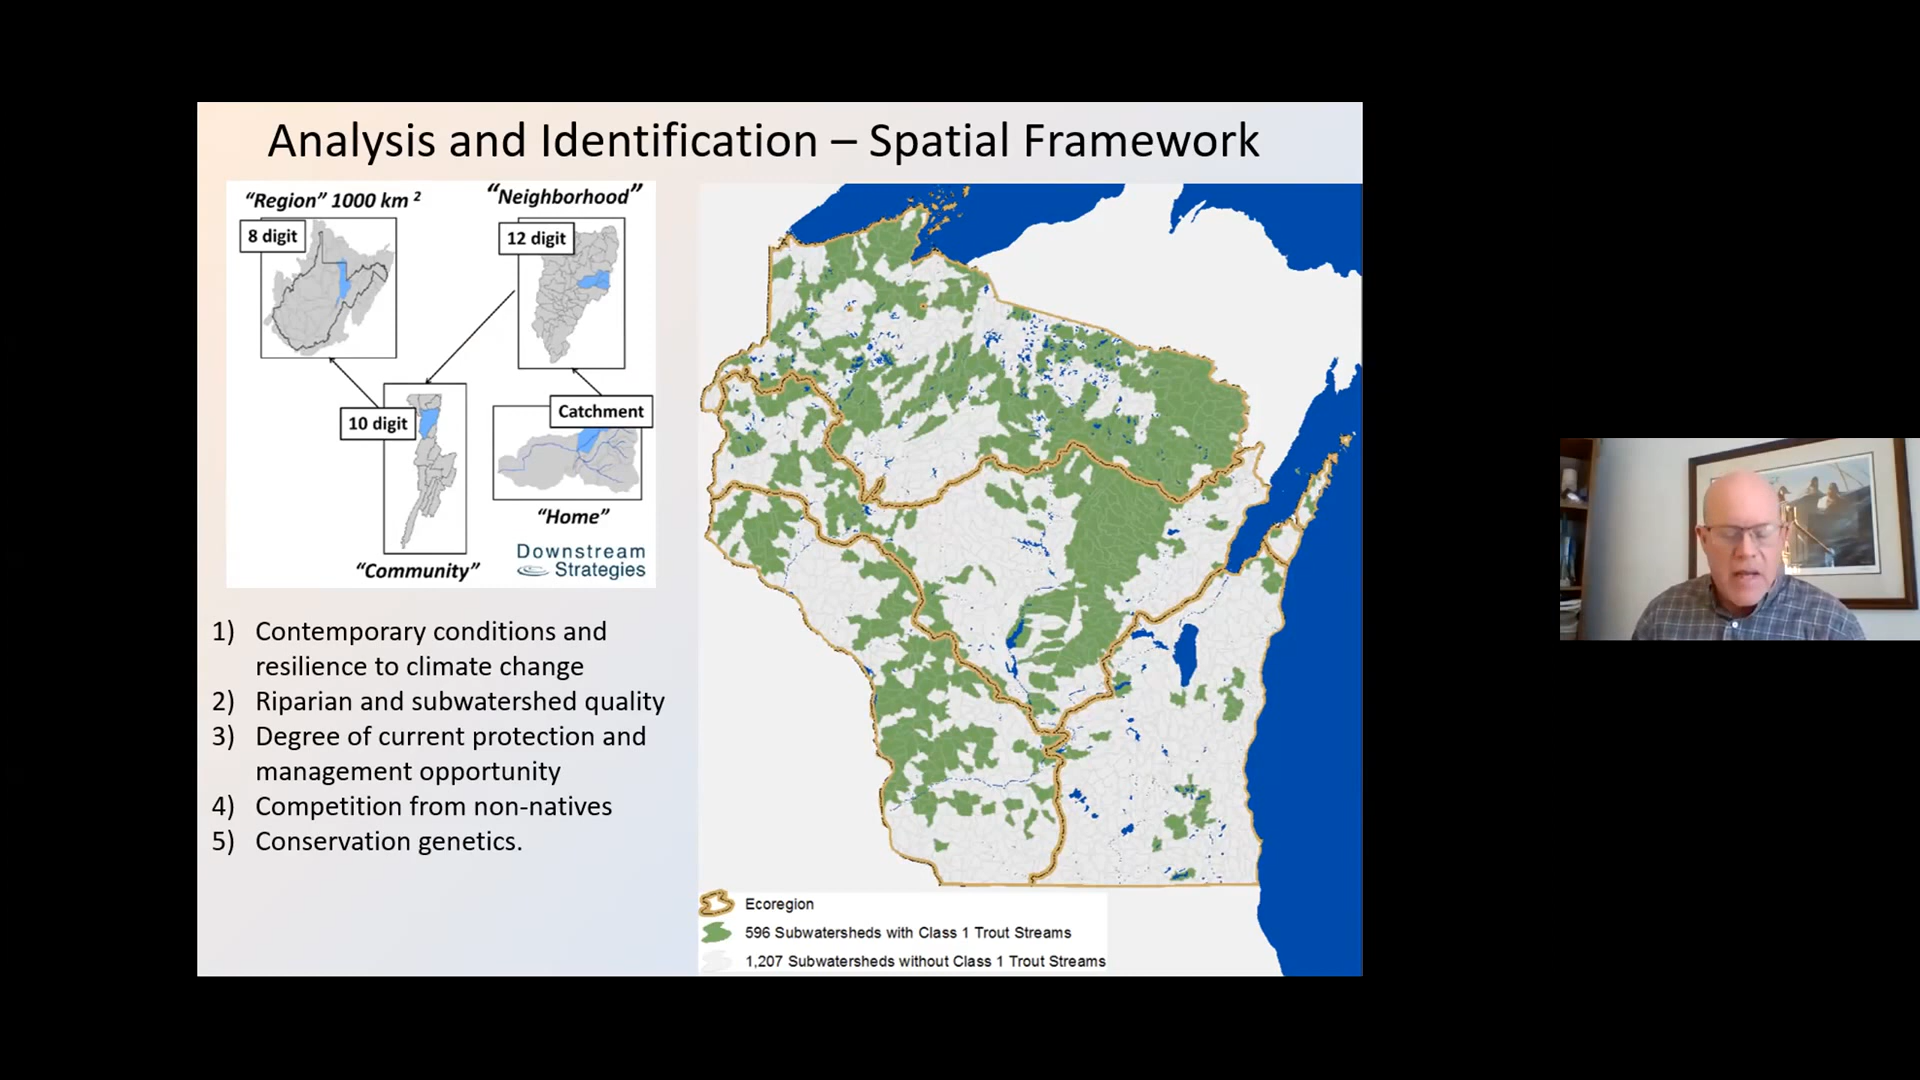 Analysis and Identification – Spatial Framework
“Region” 1000 km 2
“Neighborhood”
8 digit
12 digit
10 digit
Catchment
“Home”
“Community”
Downstream
Strategies
1) Contemporary conditions and
resilience to climate change
2) Riparian and subwatershed quality
3) Degree of current protection and
management opportunity
4) Competition from non-natives
5) Conservation genetics.
Ecoregion
596 Subwatersheds with Class 1 Trout Streams
1,207 Subwatersheds without Class 1 Trout Streams